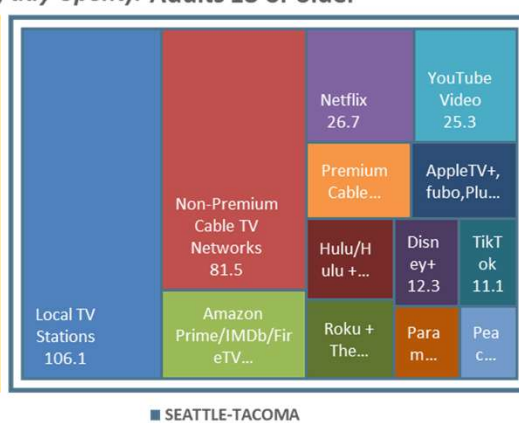 Adults 18 or older
Local TV
Stations
106.1
Non-Premium
Cable TV
Networks
81.5
Amazon
Prime/IMDb/Fir
eTV...
Netflix
26.7
YouTube
Video
25.3
Premium
Cable...
AppleTV+,
fubo,Plu...
Hulu/H
ulu +...
Disn
ey+
12.3
TikT
ok
11.1
Roku +
The...
Para
m...
Pea
c...
SEATTLE-TACOMA